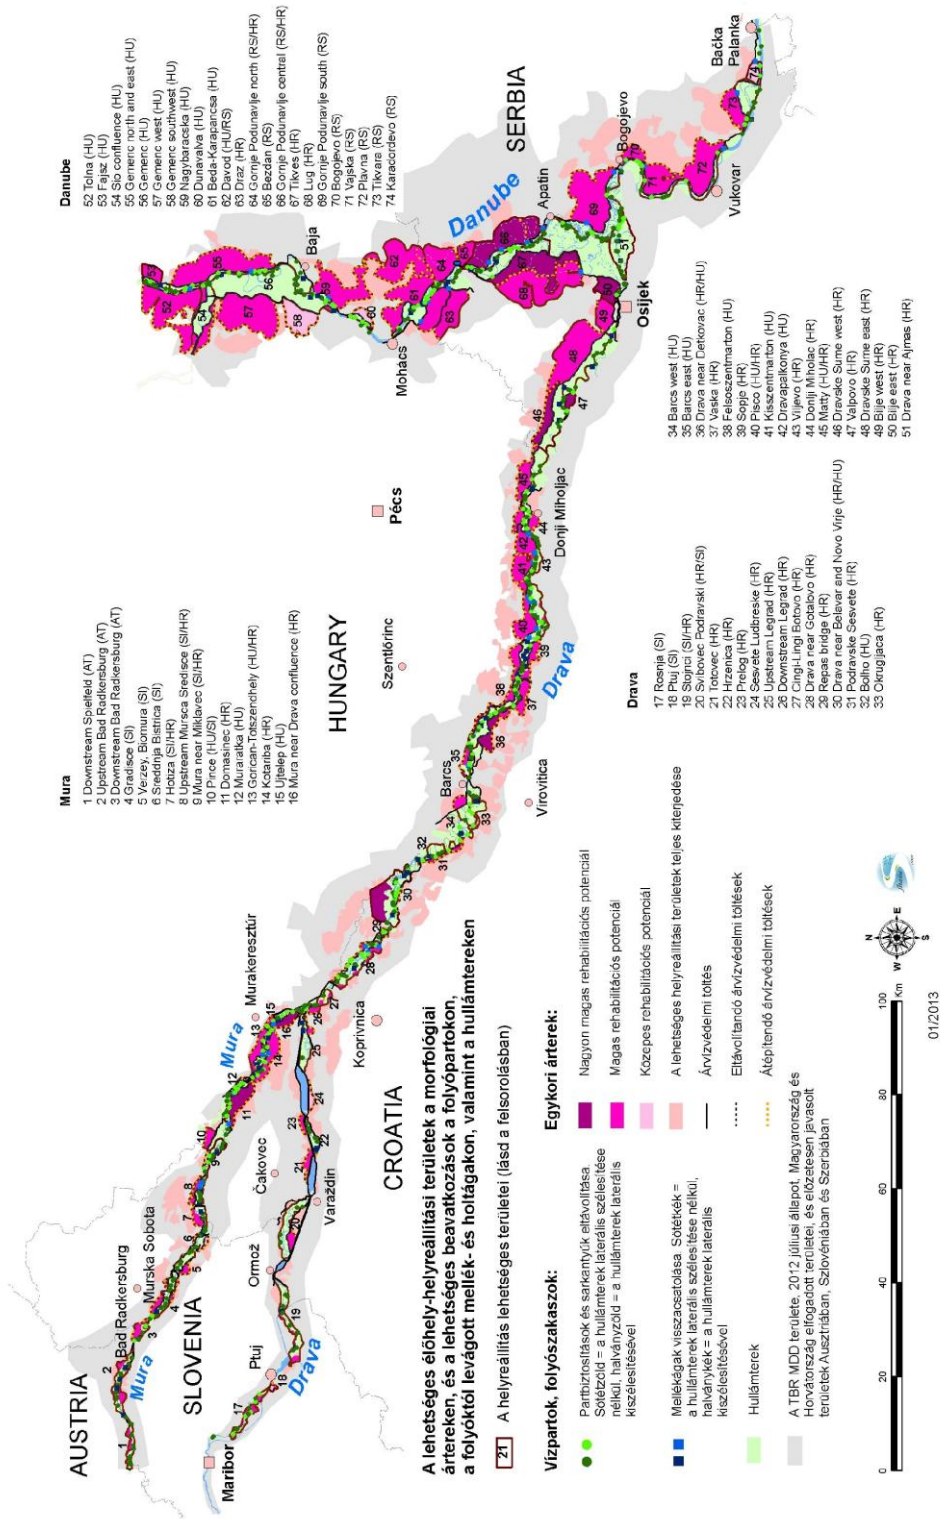 Mura
1 Downstream Spielfeld (AT)
2 Upstream Bad Radkersburg (AT)
3 Downstream Bad Radkersburg (AT)
4 Gradisce (SI)
5 Verzey, Biomura (SI)
6 Sreddnja Bistrica (SI)
7 Hotiza (SI/HR)
8 Upstream Mursca Sredisce (SI/HR)
9 Mura near Miklavec (SI/HR)
10 Prince (HU/SI)
11 Domasinec (HR)
12 Muraratka (HU)
13 Gorican-Totszenzhely (HU/HR)
14 Kotariba (HR)
15 Ujtelep (HU)
16 Mura near Drava confluence (HR)
Danube
52 Tolna (HU)
53 Fajsz (HU)
54 Sio confluence (HU)
55 Gemenc north and east (HU)
56 Gemenc (HU)
57 Gemenc west (HU)
58 Gemenc southwest (HU)
59 Nagybaracska (HU)
60 Dunavalva (HU)
61 Beda-Karapancsa (HU)
62 Davod (HU/RS)
63 Draz (HR)
64 Gornje Podunavlje north (RS/HR)
65 Bezdan (RS)
66 Gornje Podunavlje central (RS/HR)
67 Tikves (HR)
68 Lug (HR)
69 Gornje Podunavlje south (RS)
70 Bogojevo (RS)
71 Vajska (RS)
72 Plavna (RS)
73 Tikvara (RS)
74 Karadordevo (RS)
AUSTRIA
SLOVENIA
HUNGARY
CROATIA
SERBIA
Mura
Mura
Drava
Drava
Danube
Bad Radkersburg
Murska Sobota
Murakeresztúr
Maribor
Ptuj
Ormož
Čakovec
Varaždin
Koprivnica
Barcs
Virovitica
Szentlőrinc
Pécs
Donji Miholjac
Osijek
Mohács
Baja
Apatin
Bogojevo
Vukovar
Bačka
Palanka
Drava
17 Rosnja (SI)
18 Ptuj (SI)
19 Stognci (SI/HR)
20 Svibovec Podravski (HR/SI)
21 Totovec (HR)
22 Hrzenica (HR)
23 Prelog (HR)
24 Sesvete Ludbreske (HR)
25 Upstream Legrad (HR)
26 Downstream Legrad (HR)
27 Cingi-Lingi Botovo (HR)
28 Drava near Gotalovo (HR)
29 Repas bridge (HR)
30 Drava near Belavar and Novo Virje (HR/HU)
31 Podravske Sesvete (HR)
32 Bolho (HU)
33 Okrugljaca (HR)
34 Barcs west (HU)
35 Barcs east (HU)
36 Drava near Detkovac (HR/HU)
37 Vaska (HR)
38 Felsoszentmarton (HU)
39 Sopje (HR)
40 Pisco (HU/HR)
41 Kisszentmarton (HU)
42 Dravapalkonya (HU)
43 Viljevo (HR)
44 Donlji Miholac (HR)
45 Matty (HU/HR)
46 Dravske Sume west (HR)
47 Valpovo (HR)
48 Dravske Sume east (HR)
49 Bilje west (HR)
50 Bilje east (HR)
51 Drava near Ajmas (HR)
A lehetséges élőhely-helyreállítási területek a morfológiai
ártereken, és a lehetséges beavatkozások a folyópartokon,
a folyóktól levágott mellék- és holtágakon, valamint a hullámtereken
21 A helyreállítás lehetséges területei (lásd a felsorolásban)
Vízpartok, folyószakaszok:
Partbiztosítások és sarkantyúk eltávolítása.
Sötétzöld = a hullámterek laterális szélesítése
nélkül, halványzöld = a hullámterek laterális
kiszélesítésével
Mellékágak visszacsatolása. Sötétkék =
a hullámterek laterális szélesítése nélkül,
halványkék = a hullámterek laterális
kiszélesítésével
Hullámterek
A TBR MDD területe, 2012 júliusi állapot, Magyarország és
Horvátország elfogadott területei, és előzetesen javasolt
területek Ausztriában, Szlovéniában és Szerbiában
Egykori árterek:
Nagyon magas rehabilitációs potenciál
Magas rehabilitációs potenciál
Közepes rehabilitációs potenciál
A lehetséges helyreállítási területek teljes kiterjedése
Árvízvédelmi töltés
Eltávolítandó árvízvédelmi töltések
Átépítendő árvízvédelmi töltések
0 20 40 60 80 100
Km
N
W E
S
01/2013